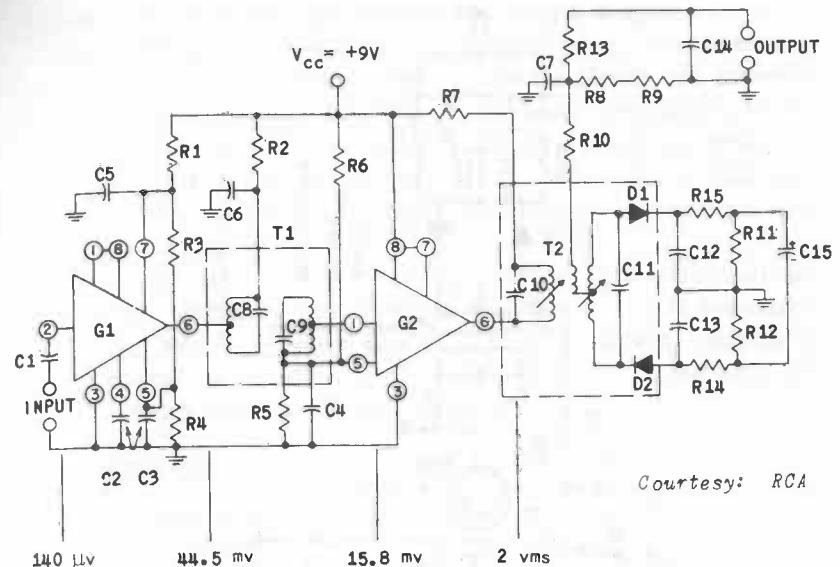 R13
C14
OUTPUT
V_cc = +9V
C7
R8
R9
R7
R1
R2
R6
R10
C5
C6
R3
T1
D1
R15
1
8
7
8
7
T2
C12
R11
C15
C8
C10
C11
2
G1
6
C9
1
G2
6
C1
5
C13
R12
3
4
5
3
D2
R14
INPUT
R4
R5
C4
C2
C3
Courtesy: RCA
140 μv
44.5 mv
15.8 mv
2 vms